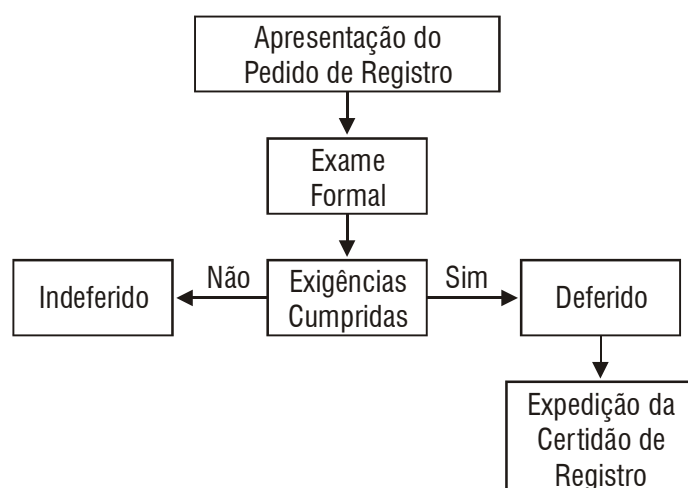 Apresentação do
Pedido de Registro
Exame
Formal
Indeferido
Não
Exigências
Cumpridas
Sim
Deferido
Expedição da
Certidão de
Registro